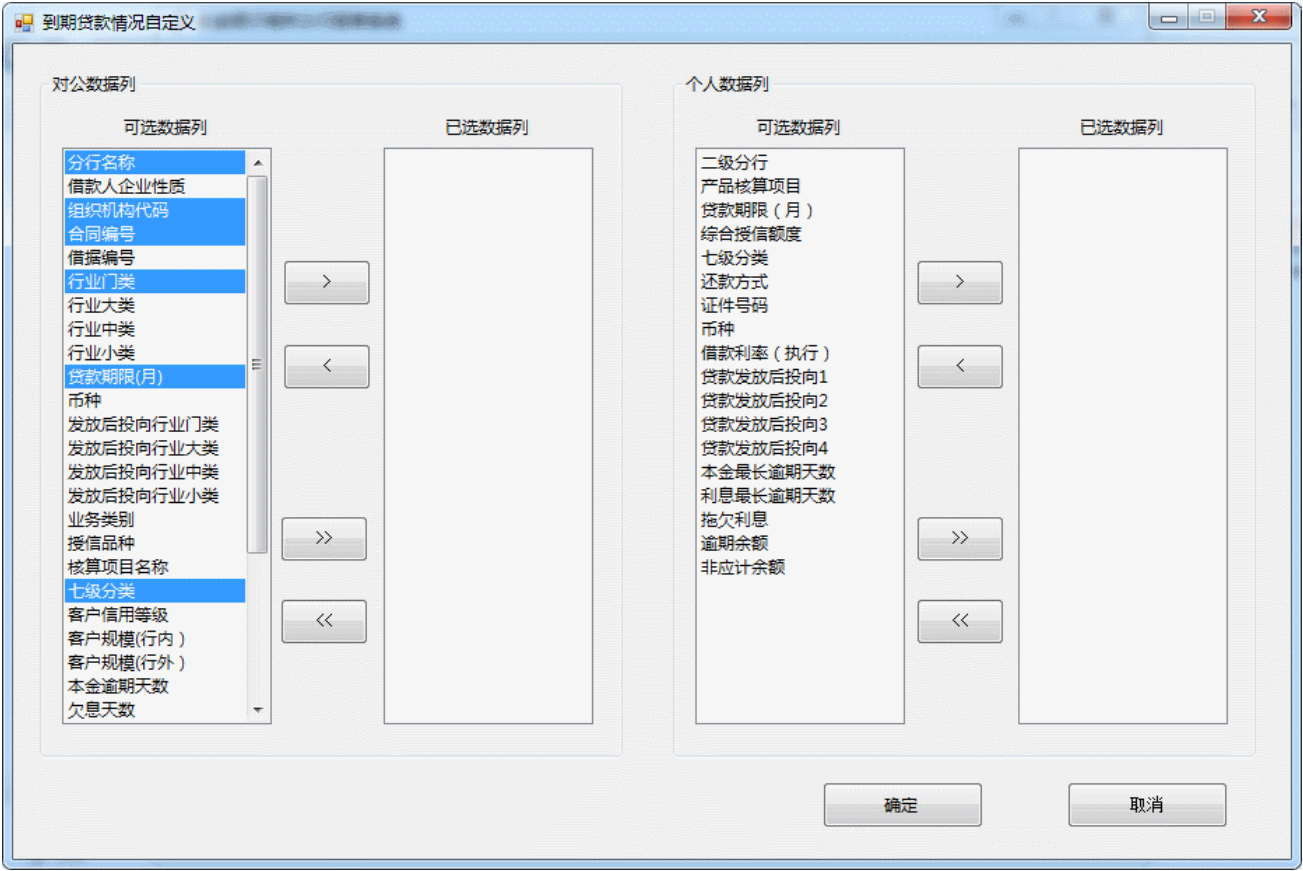 到期贷款情况自定义
对公数据列
可选数据列
已选数据列
分行名称
借款人企业性质
组织机构代码
合同编号
借据编号
行业门类
行业大类
行业中类
行业小类
贷款期限(月)
币种
发放后投向行业门类
发放后投向行业大类
发放后投向行业中类
发放后投向行业小类
业务类别
授信品种
核算项目名称
七级分类
客户信用等级
客户规模(行内）
客户规模(行外）
本金逾期天数
欠息天数
>
<
>>
<<
个人数据列
可选数据列
已选数据列
二级分行
产品核算项目
贷款期限（月）
综合授信额度
七级分类
还款方式
证件号码
币种
借款利率（执行）
贷款发放后投向1
贷款发放后投向2
贷款发放后投向3
贷款发放后投向4
本金最长逾期天数
利息最长逾期天数
拖欠利息
逾期余额
非应计余额
>
<
>>
<<
确定
取消